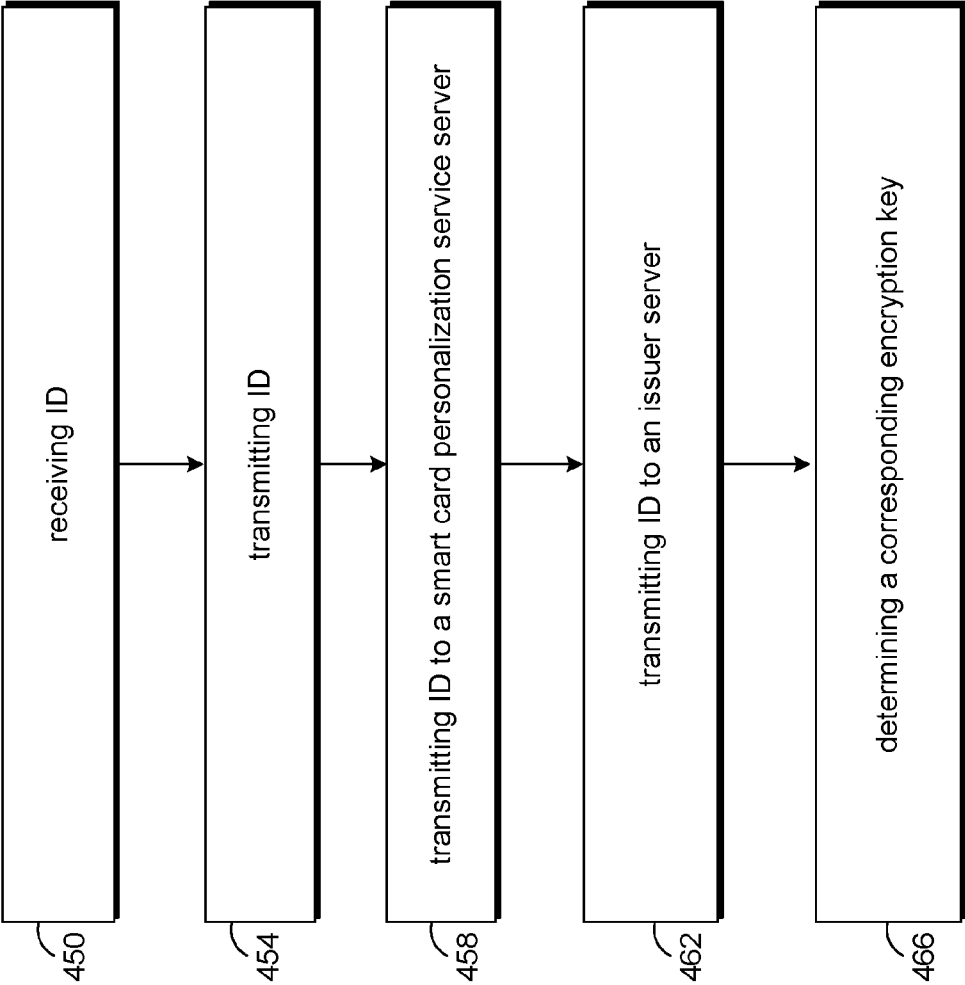 receiving ID
450
transmitting ID
454
transmitting ID to a smart card personalization service server
458
transmitting ID to an issuer server
462
determining a corresponding encryption key
466